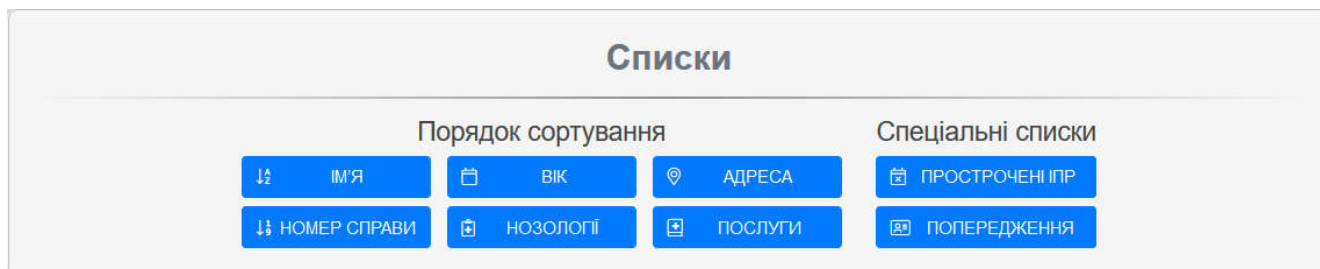 Списки
Порядок сортування
Спеціальні списки
ІМ'Я
ВІК
АДРЕСА
ПРОСТРОЧЕНІ ІПР
НОМЕР СПРАВИ
НОЗОЛОГІЇ
ПОСЛУГИ
ПОПЕРЕДЖЕННЯ